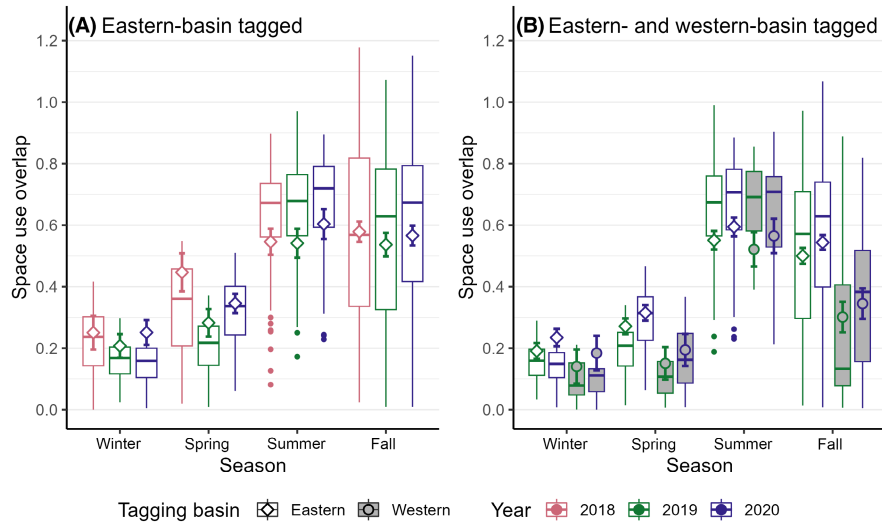 (A) Eastern-basin tagged
(B) Eastern- and western-basin tagged
Space use overlap
1.2
1.0
0.8
0.6
0.4
0.2
0.0
Winter Spring Summer Fall
Season
Space use overlap
1.2
1.0
0.8
0.6
0.4
0.2
0.0
Winter Spring Summer Fall
Season
Tagging basin Eastern Western Year 2018 2019 2020